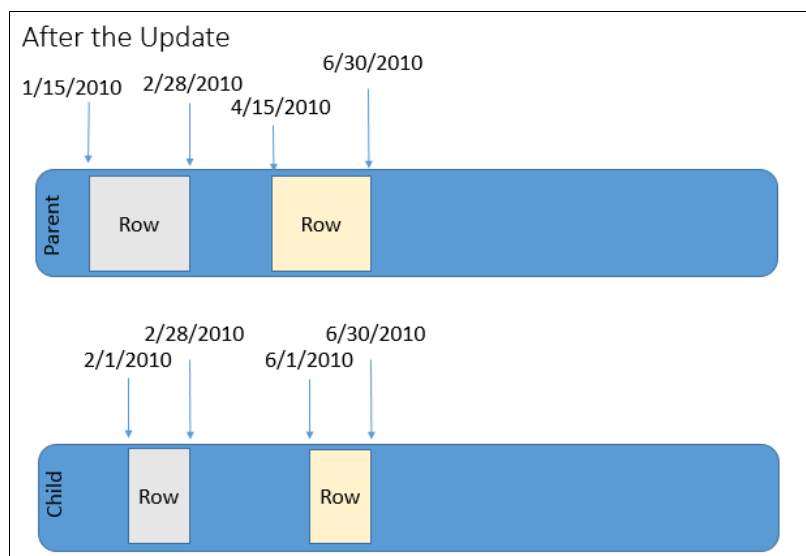 After the Update
6/30/2010
1/15/2010
2/28/2010
4/15/2010
Parent
Row
Row
2/28/2010
6/30/2010
2/1/2010
6/1/2010
Child
Row
Row